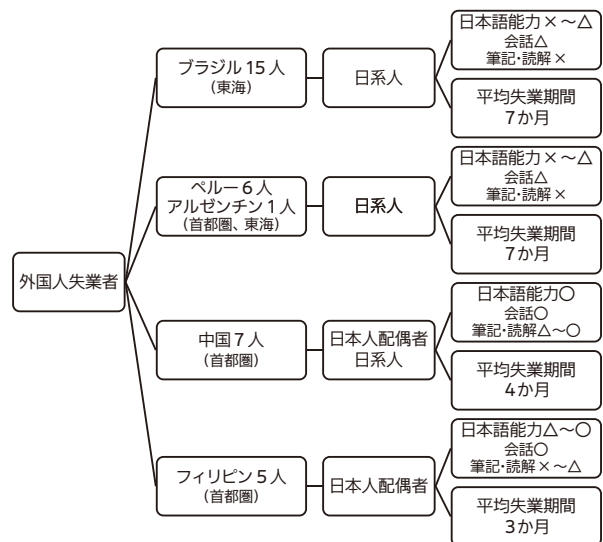 外国人失業者
ブラジル15人
(東海)
日系人
日本語能力×～△
会話△
筆記・読解×
平均失業期間
7か月
ペルー6人
アルゼンチン1人
(首都圏、東海)
日系人
日本語能力×～△
会話△
筆記・読解×
平均失業期間
7か月
中国7人
(首都圏)
日本人配偶者
日系人
日本語能力○
会話○
筆記・読解△～○
平均失業期間
4か月
フィリピン5人
(首都圏)
日本人配偶者
日本語能力△～○
会話○
筆記・読解×～△
平均失業期間
3か月